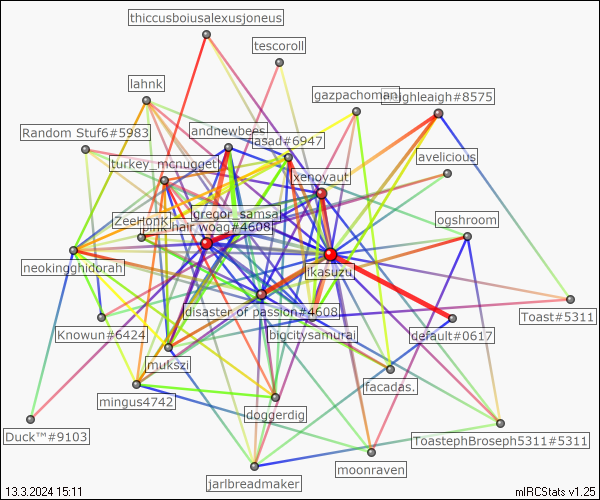 thiccusboiusalexusjoneus
tescoroll
lahnk
gazpachoman
leighleigh#8575
Random Stuf6#5983
andnewbees
asad#6947
avelicious
turkey_mcnugget
xenoyaut
ZeeHonK
gregor_samsa
pink hair woag#4608
ogshroom
neokingghidorah
ikasuzu
disaster of passion#4608
Toast#5311
Knowun#6424
bigcitysamurai
default#0617
mukszi
facadas.
mingus4742
doggerdig
Duck™#9103
ToastephBroseph5311#5311
moonraven
jarlbreadmaker
13.3.2024 15:11
mIRCStats v1.25